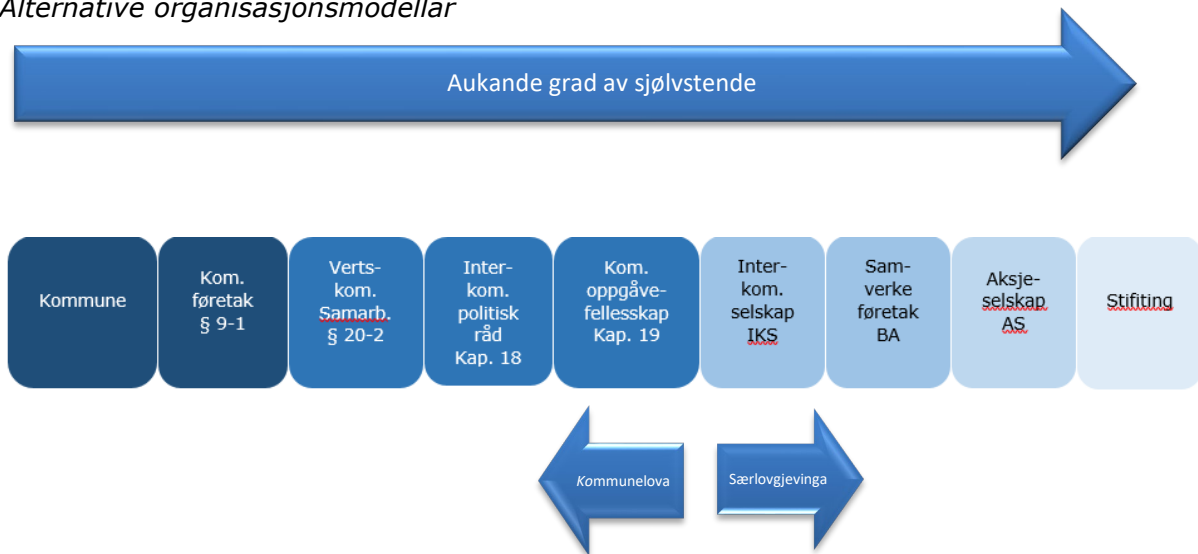 Alternative organisasjonsmodellar
Aukande grad av sjølvstende
Kommune
Kom.
føretak
§ 9-1
Verts-
kom.
Samarb.
§ 20-2
Inter-
kom.
politisk
råd
Kap. 18
Kom.
oppgåve-
fellesskap
Kap. 19
Inter-
kom.
selskap
IKS
Sam-
verke
føretak
BA
Aksje-
selskap
AS
Stifiting
Kommunelova
Særlovgjevinga